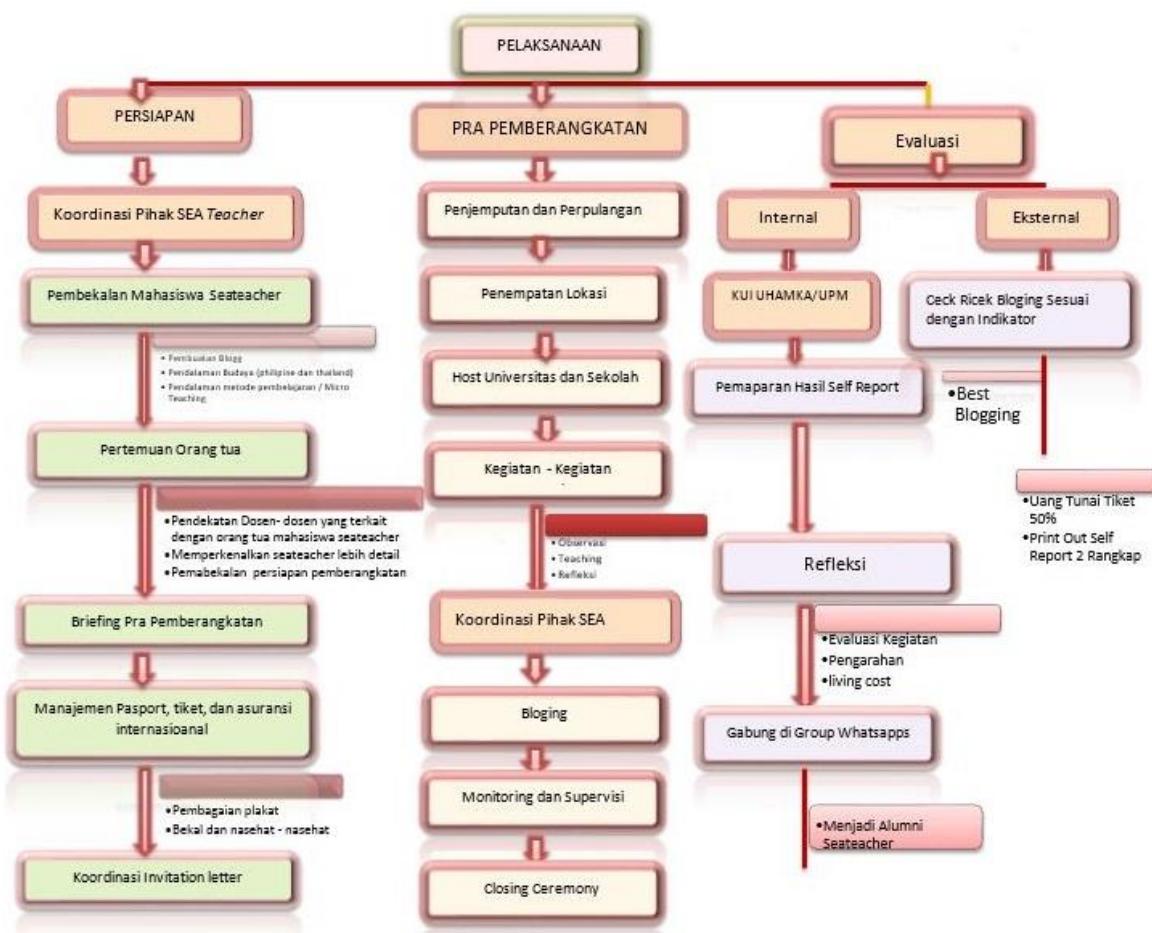 PELAKSANAAN
PERSIAPAN
Koordinasi Pihak SEA Teacher
Pembekalan Mahasiswa Seateacher
• Pembuatan Blogg
• Pendalaman Budaya (philipine dan thailand)
• Pendalaman metode pembelajaran / Micro
Teaching
Pertemuan Orang tua
•Pendekatan Dosen- dosen yang terkait
dengan orang tua mahasiswa seateacher
•Memperkenalkan seateacher lebih detail
•Pemabekalan persiapan pemberangkatan
Briefing Pra Pemberangkatan
Manajemen Pasport, tiket, dan asuransi
internasioanal
•Pembagaian plakat
•Bekal dan nasehat - nasehat
Koordinasi Invitation letter
PRA PEMBERANGKATAN
Penjemputan dan Perpulangan
Penempatan Lokasi
Host Universitas dan Sekolah
Kegiatan - Kegiatan
• Observasi
• Teaching
• Refleksi
Koordinasi Pihak SEA
Bloging
Monitoring dan Supervisi
Closing Ceremony
Evaluasi
Internal
KUI UHAMKA/UPM
Pemaparan Hasil Self Report
Refleksi
•Evaluasi Kegiatan
•Pengarahan
•living cost
Gabung di Group Whatsapps
•Menjadi Alumni
Seateacher
Eksternal
Ceck Ricek Bloging Sesuai
dengan Indikator
•Best
Blogging
•Uang Tunai Tiket
50%
•Print Out Self
Report 2 Rangkap